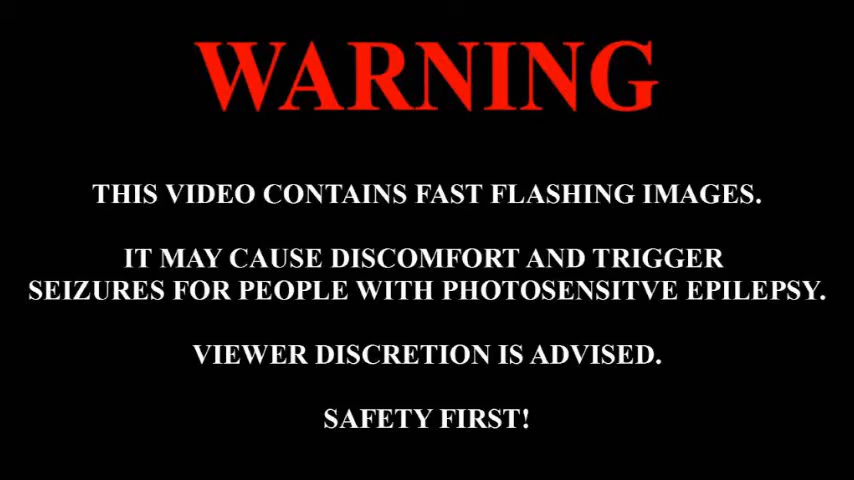 WARNING
THIS VIDEO CONTAINS FAST FLASHING IMAGES.
IT MAY CAUSE DISCOMFORT AND TRIGGER
SEIZURES FOR PEOPLE WITH PHOTOSENSITVE EPILEPSY.
VIEWER DISCRETION IS ADVISED.
SAFETY FIRST!